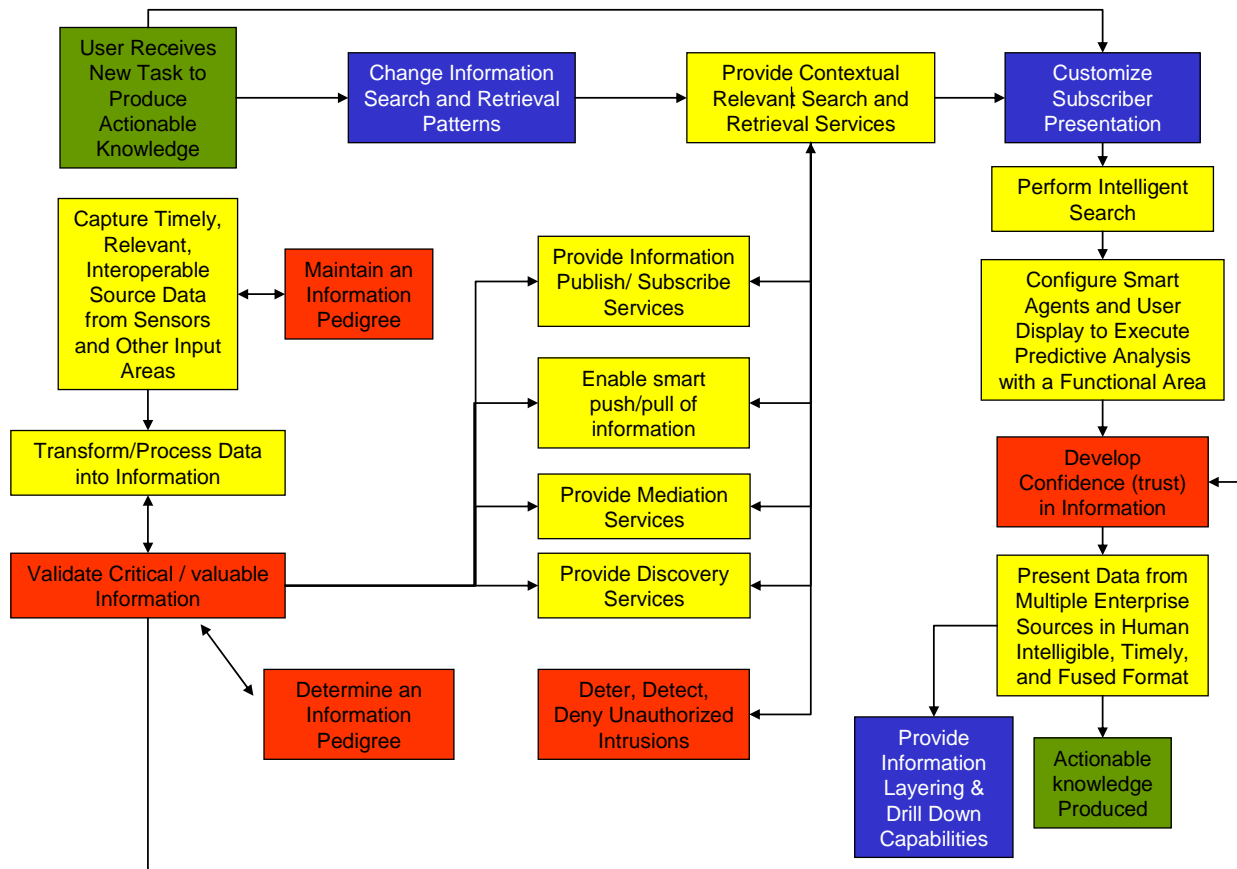 User Receives
New Task to
Produce
Actionable
Knowledge
Change Information
Search and Retrieval
Patterns
Provide Contextual
Relevant Search and
Retrieval Services
Customize
Subscriber
Presentation
Perform Intelligent
Search
Capture Timely,
Relevant,
Interoperable
Source Data
from Sensors
and Other Input
Areas
Maintain an
Information
Pedigree
Provide Information
Publish/ Subscribe
Services
Configure Smart
Agents and User
Display to Execute
Predictive Analysis
with a Functional Area
Enable smart
push/pull of
information
Transform/Process Data
into Information
Develop
Confidence (trust)
in Information
Provide Mediation
Services
Validate Critical / valuable
Information
Provide Discovery
Services
Present Data from
Multiple Enterprise
Sources in Human
Intelligible, Timely,
and Fused Format
Determine an
Information
Pedigree
Deter, Detect,
Deny Unauthorized
Intrusions
Provide
Information
Layering &
Drill Down
Capabilities
Actionable
knowledge
Produced